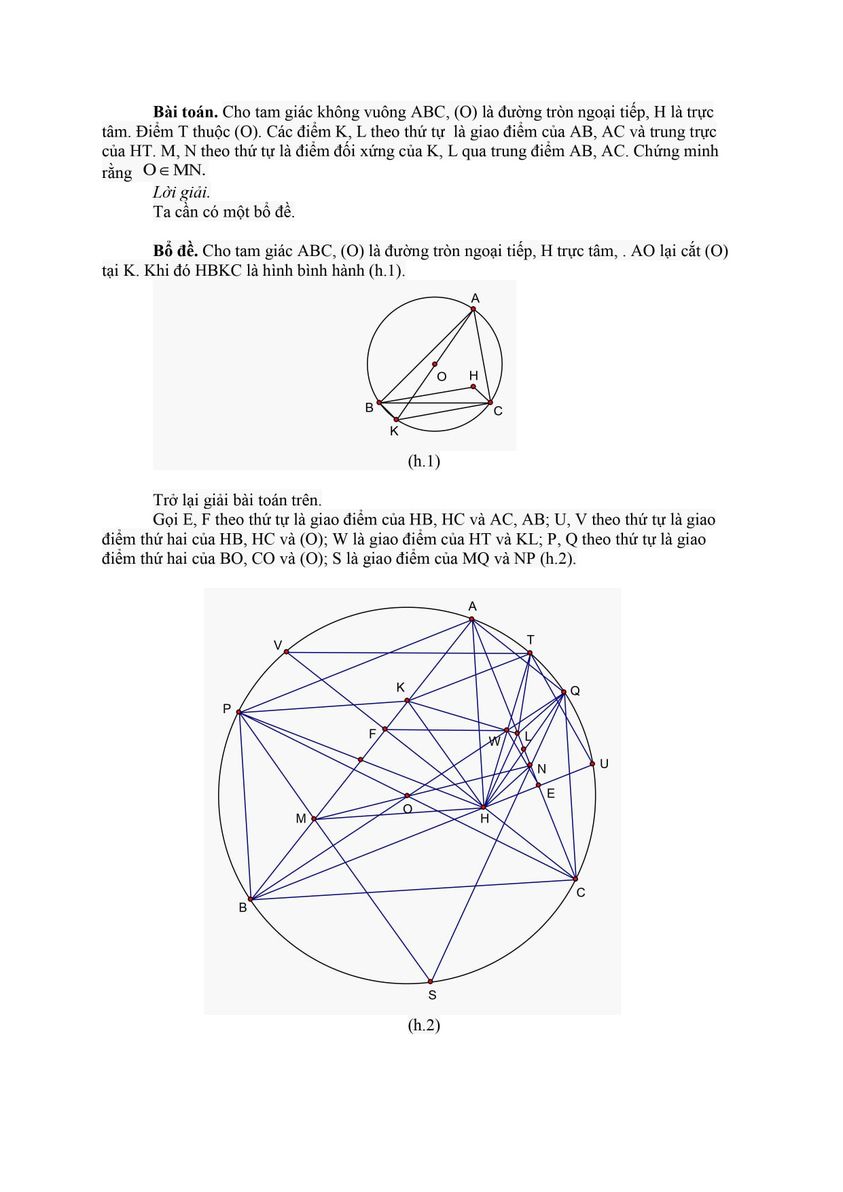 Bài toán. Cho tam giác không vuông ABC, (O) là đường tròn ngoại tiếp, H là trực
tâm. Điểm T thuộc (O). Các điểm K, L theo thứ tự là giao điểm của AB, AC và trung trực
của HT. M, N theo thứ tự là điểm đối xứng của K, L qua trung điểm AB, AC. Chứng minh
rằng O ∈ MN.
Lời giải.
Ta cần có một bổ đề.
Bổ đề. Cho tam giác ABC, (O) là đường tròn ngoại tiếp, H trực tâm, . AO lại cắt (O)
tại K. Khi đó HBKC là hình bình hành (h.1).
A
O
H
B
C
K
(h.1)
Trở lại giải bài toán trên.
Gọi E, F theo thứ tự là giao điểm của HB, HC và AC, AB; U, V theo thứ tự là giao
điểm thứ hai của HB, HC và (O); W là giao điểm của HT và KL; P, Q theo thứ tự là giao
điểm thứ hai của BO, CO và (O); S là giao điểm của MQ và NP (h.2).
A
V
T
K
Q
P
F
W
L
U
N
E
O
M
H
C
B
S
(h.2)